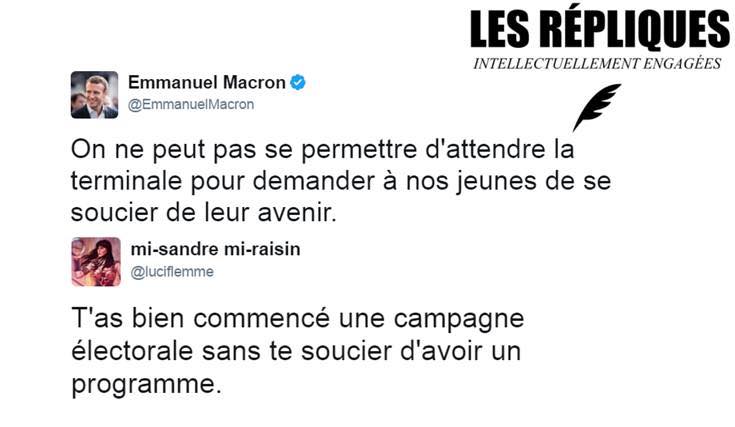 LES RÉPLIQUES
INTELLECTUELLEMENT ENGAGÉES
Emmanuel Macron
@EmmanuelMacron
On ne peut pas se permettre d'attendre la
terminale pour demander à nos jeunes de se
soucier de leur avenir.
mi-sandre mi-raisin
@luciflemme
T'as bien commencé une campagne
électorale sans te soucier d'avoir un
programme.